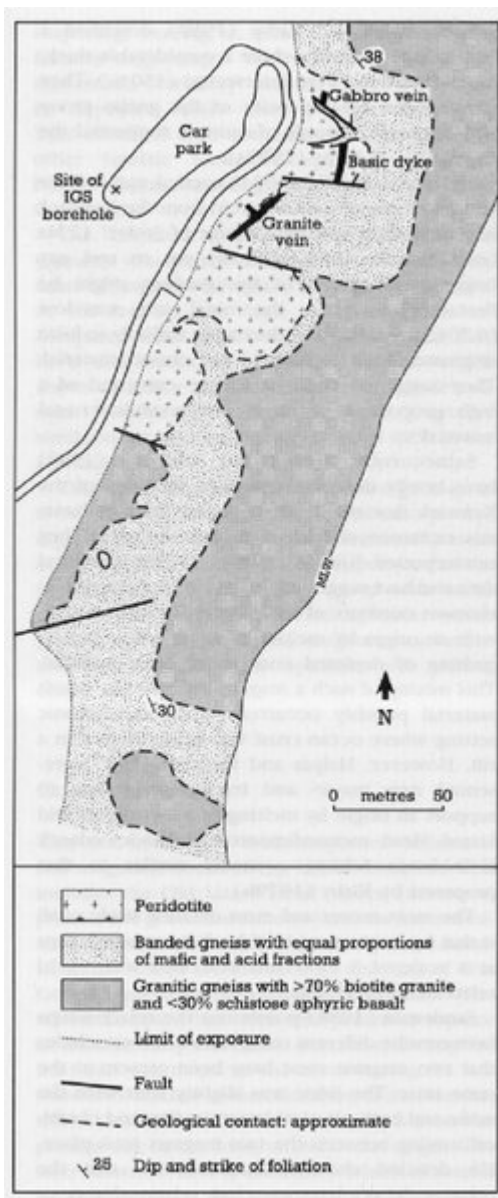 38
Gabbro vein
Car
park
Basic dyke
Site of
IGS
borehole
Granite
vein
MLW
30
N
0 metres 50
Peridotite
Banded gneiss with equal proportions
of mafic and acid fractions
Granitic gneiss with >70% biotite granite
and <30% schistose aphyric basalt
Limit of exposure
Fault
Geological contact: approximate
25 Dip and strike of foliation